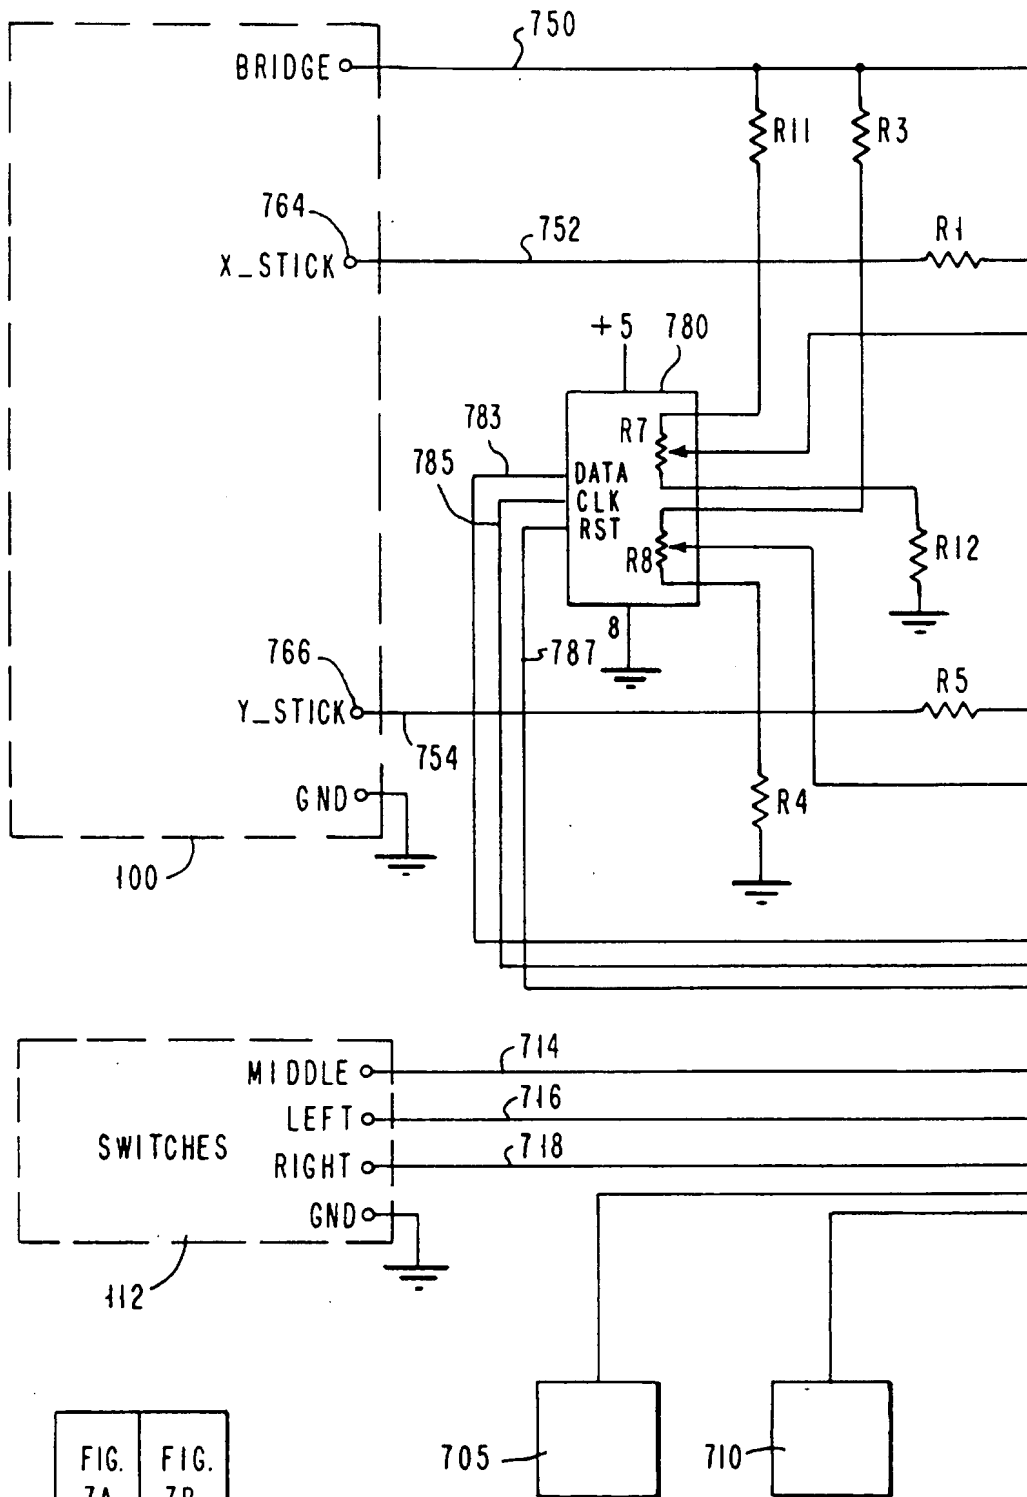 750
BRIDGE
R11
R3
764
752
R1
X_STICK
+5
780
783
R7
785
DATA
CLK
RST
R8
R12
8
787
766
R5
Y_STICK
754
GND
R4
100
714
MIDDLE
716
LEFT
SWITCHES
718
RIGHT
GND
112
FIG. FIG.
7A 7B
705
710